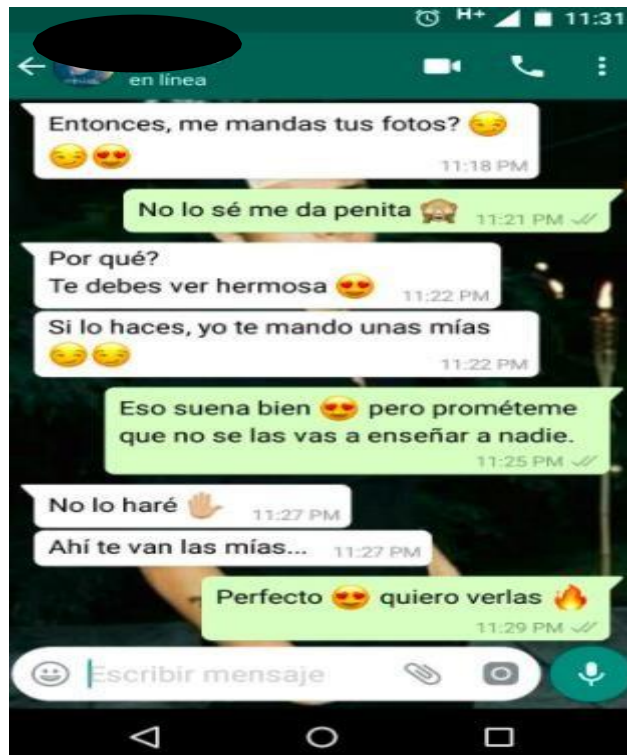 H+ 11:31
en línea
Entonces, me mandas tus fotos? 😏
😏😍
11:18 PM
No lo sé me da penita 🙈 11:21 PM
Por qué?
Te debes ver hermosa 😍 11:22 PM
Si lo haces, yo te mando unas mías
😏😏
11:22 PM
Eso suena bien 😍 pero prométeme
que no se las vas a enseñar a nadie.
11:25 PM
No lo haré 🤚🏼 11:27 PM
Ahí te van las mías... 11:27 PM
Perfecto 😍 quiero verlas 🔥
11:29 PM
Escribir mensaje